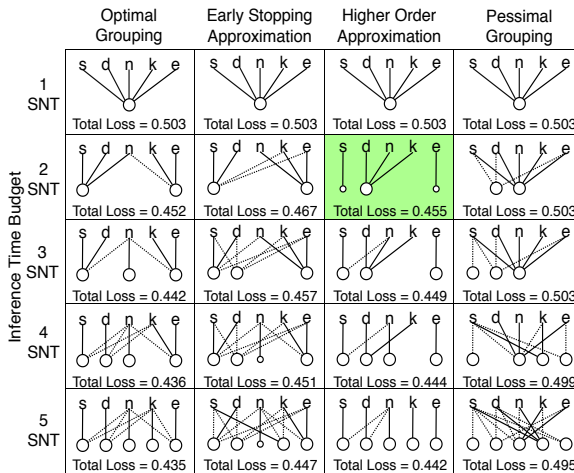 Optimal Grouping
Early Stopping Approximation
Higher Order Approximation
Pessimal Grouping
Inference Time Budget
1 SNT
s d n k e
Total Loss = 0.503
s d n k e
Total Loss = 0.503
s d n k e
Total Loss = 0.503
s d n k e
Total Loss = 0.503
2 SNT
s d n k e
Total Loss = 0.452
s d n k e
Total Loss = 0.467
s d n k e
Total Loss = 0.455
s d n k e
Total Loss = 0.503
3 SNT
s d n k e
Total Loss = 0.442
s d n k e
Total Loss = 0.457
s d n k e
Total Loss = 0.449
s d n k e
Total Loss = 0.503
4 SNT
s d n k e
Total Loss = 0.436
s d n k e
Total Loss = 0.451
s d n k e
Total Loss = 0.444
s d n k e
Total Loss = 0.499
5 SNT
s d n k e
Total Loss = 0.435
s d n k e
Total Loss = 0.447
s d n k e
Total Loss = 0.442
s d n k e
Total Loss = 0.495